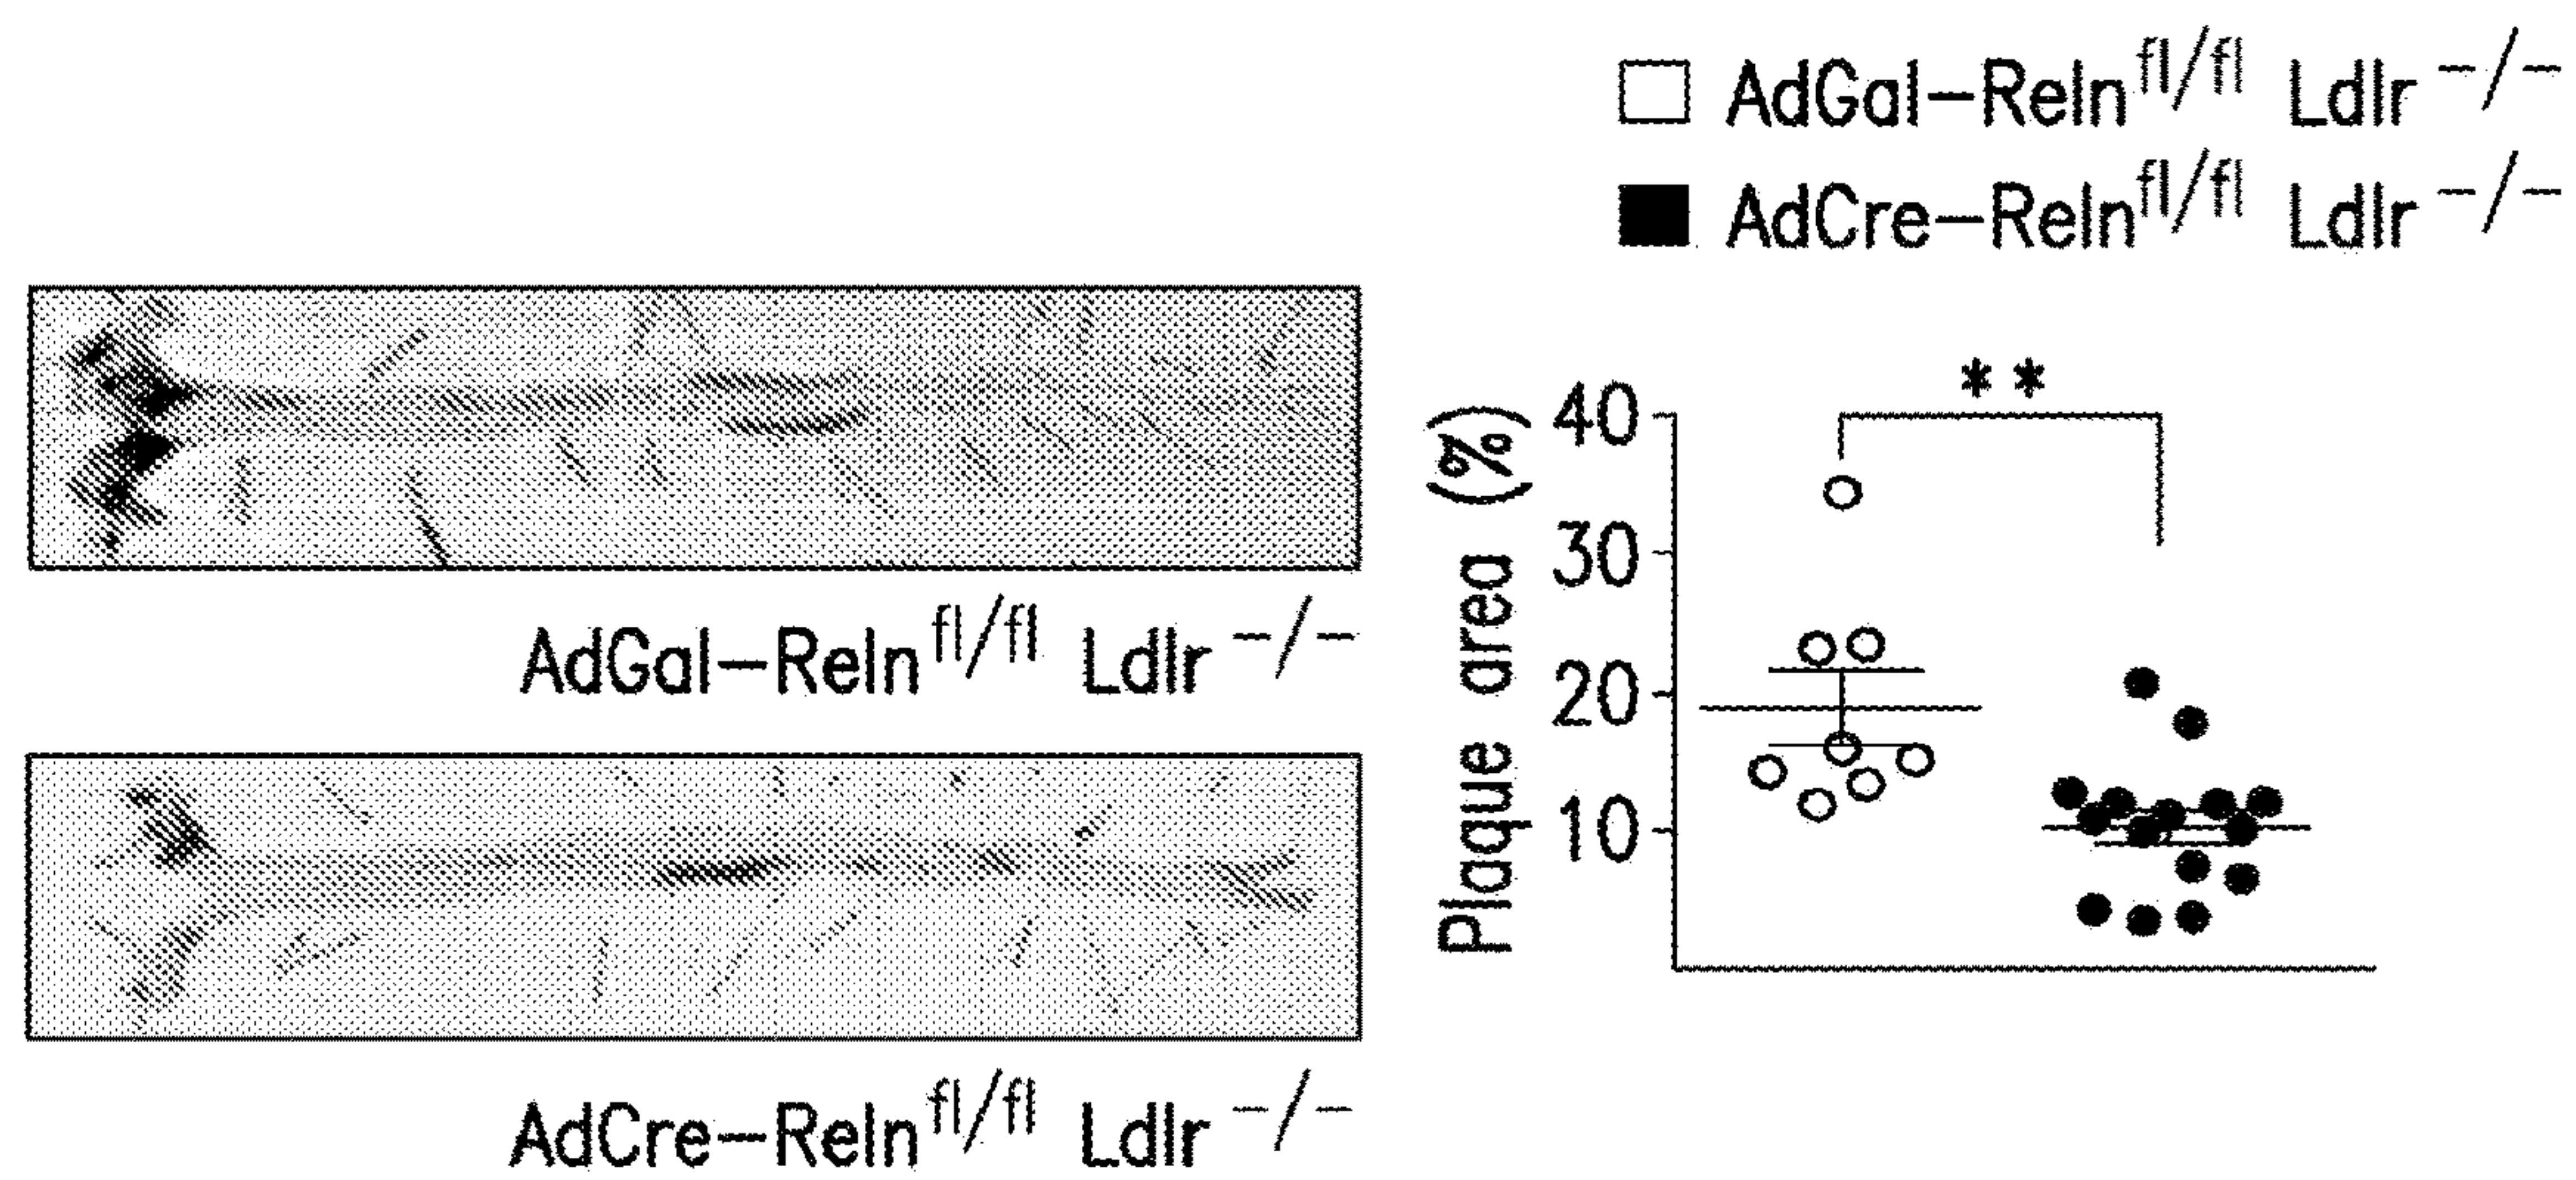 AdGal-Reln^fl/fl Ldlr^-/-
AdCre-Reln^fl/fl Ldlr^-/-
AdGal-Reln^fl/fl Ldlr^-/-
AdCre-Reln^fl/fl Ldlr^-/-
Plaque area (%)
**
40
30
20
10